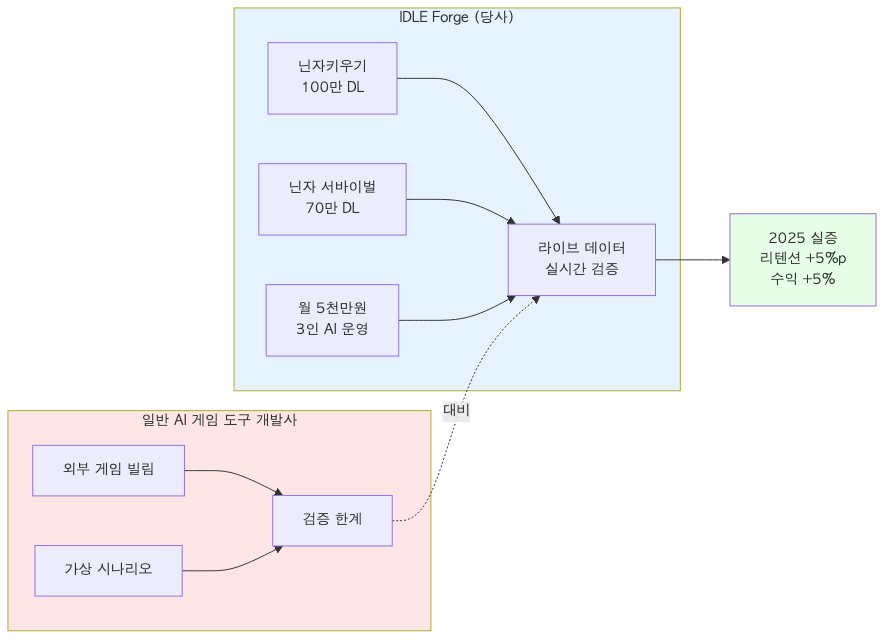 IDLE Forge (당사)
닌자키우기
100만 DL
닌자 서바이벌
70만 DL
월 5천만원
3인 AI 운영
라이브 데이터
실시간 검증
2025 실증
리텐션 +5%p
수익 +5%
대비
일반 AI 게임 도구 개발사
외부 게임 빌림
가상 시나리오
검증 한계